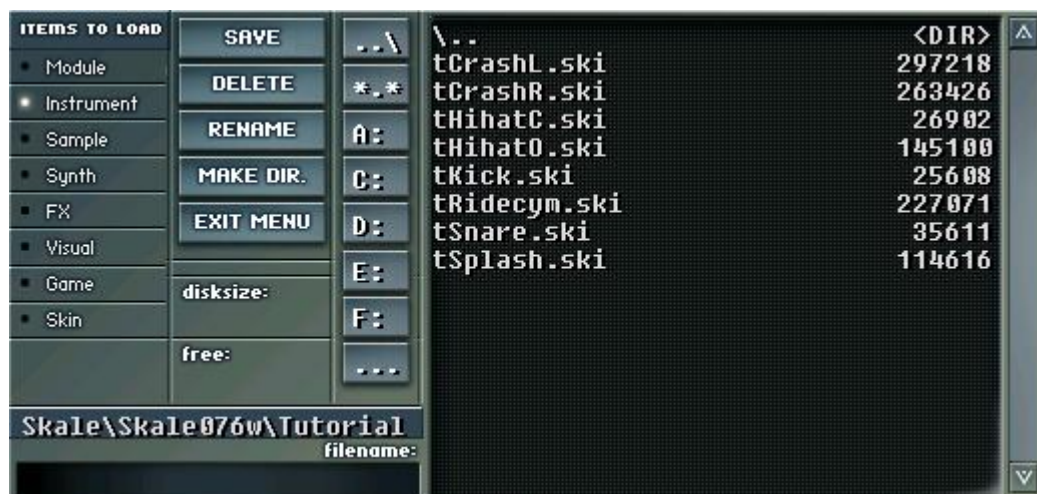 ITEMS TO LOAD
Module
Instrument
Sample
Synth
FX
Visual
Game
Skin
SAVE
DELETE
RENAME
MAKE DIR.
EXIT MENU
disksize:
free:
..\
*.*
A:
C:
D:
E:
F:
...
\.. <DIR>
tCrashL.ski 297218
tCrashR.ski 263426
tHihatC.ski 26902
tHihatO.ski 145100
tKick.ski 25608
tRidecym.ski 227071
tSnare.ski 35611
tSplash.ski 114616
Skale\Skale076w\Tutorial
filename: